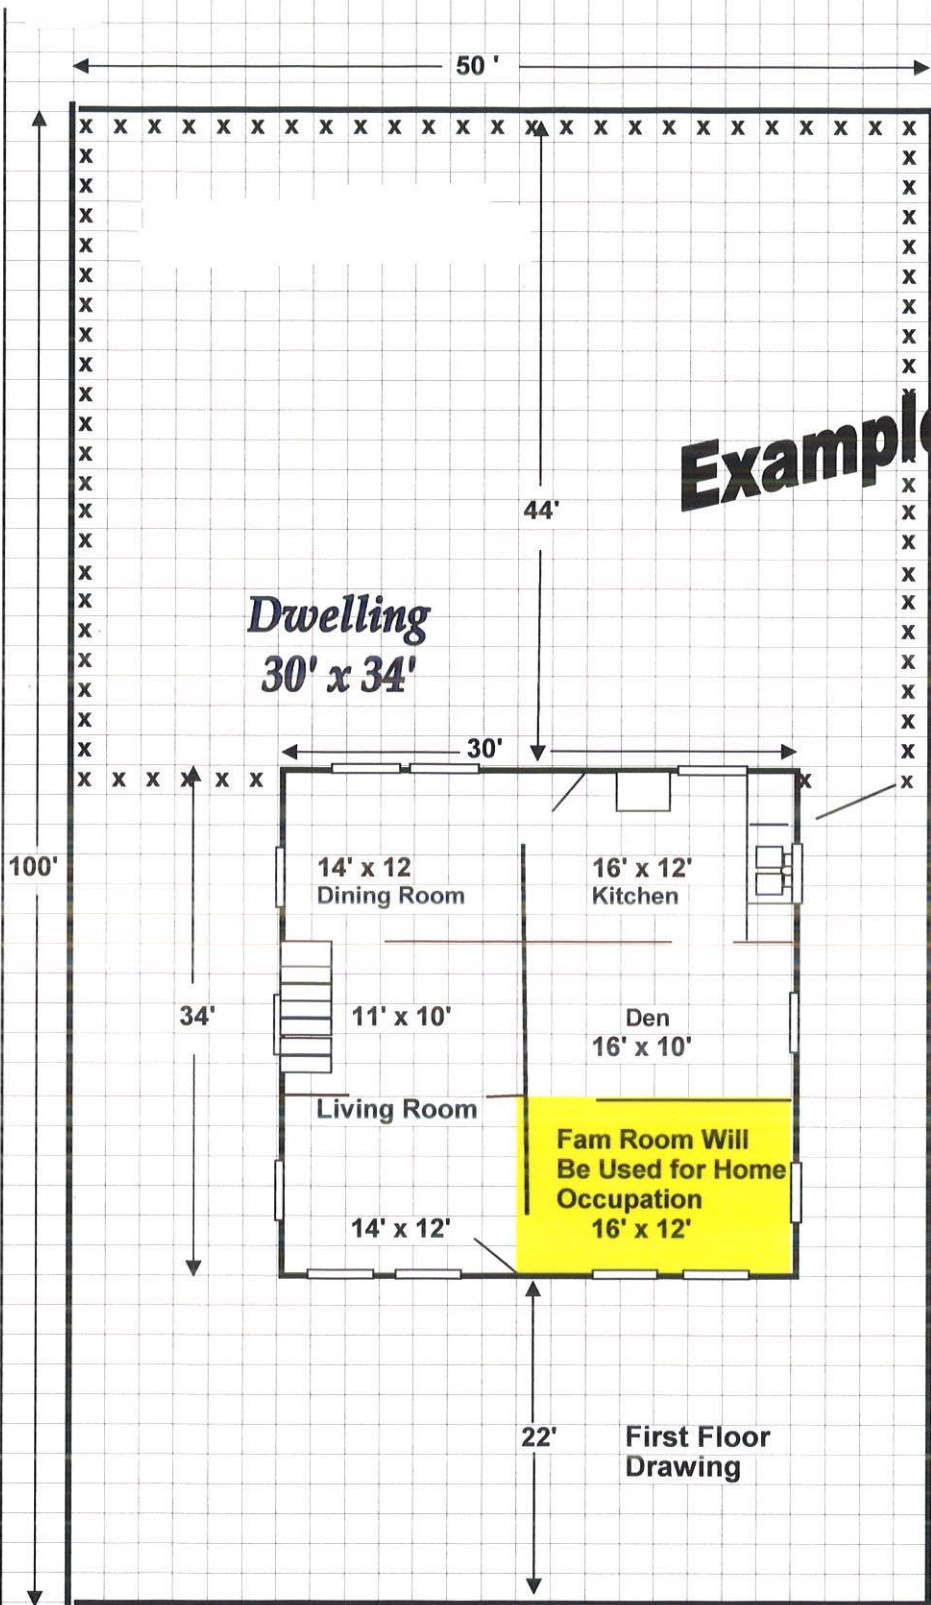 50 '
x x x x x x x x x x x x x x x x x x x x x x x x x
Example
44'
Dwelling
30' x 34'
30'
x x x x x x
x x
100'
14' x 12
Dining Room
16' x 12'
Kitchen
34'
11' x 10'
Den
16' x 10'
Living Room
Fam Room Will
Be Used for Home
Occupation
16' x 12'
14' x 12'
22'
First Floor
Drawing